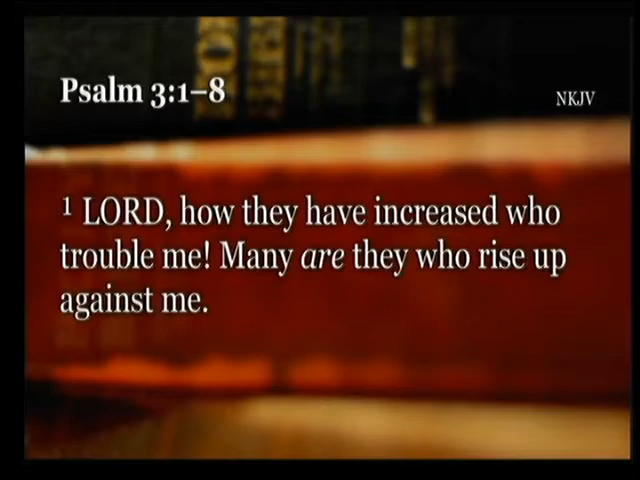 Psalm 3:1–8
NKJV
1 LORD, how they have increased who
trouble me! Many are they who rise up
against me.